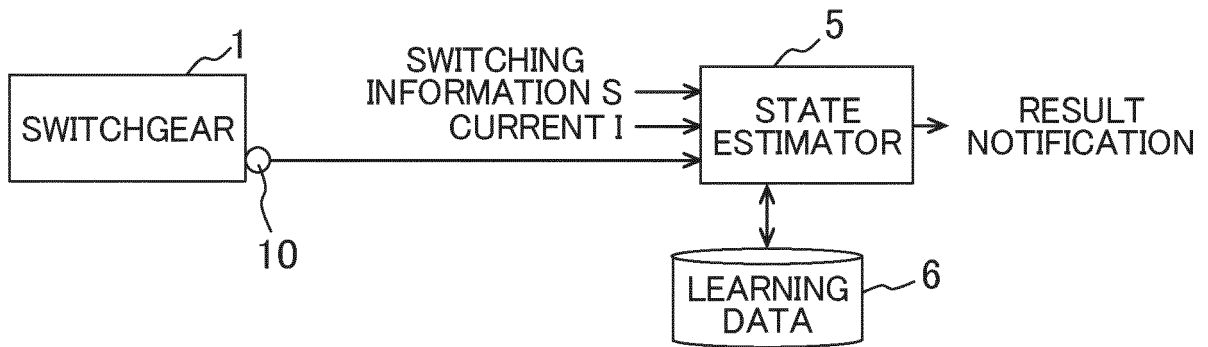 1
SWITCHGEAR
10
SWITCHING
INFORMATION S
CURRENT I
5
STATE
ESTIMATOR
RESULT
NOTIFICATION
LEARNING
DATA
6